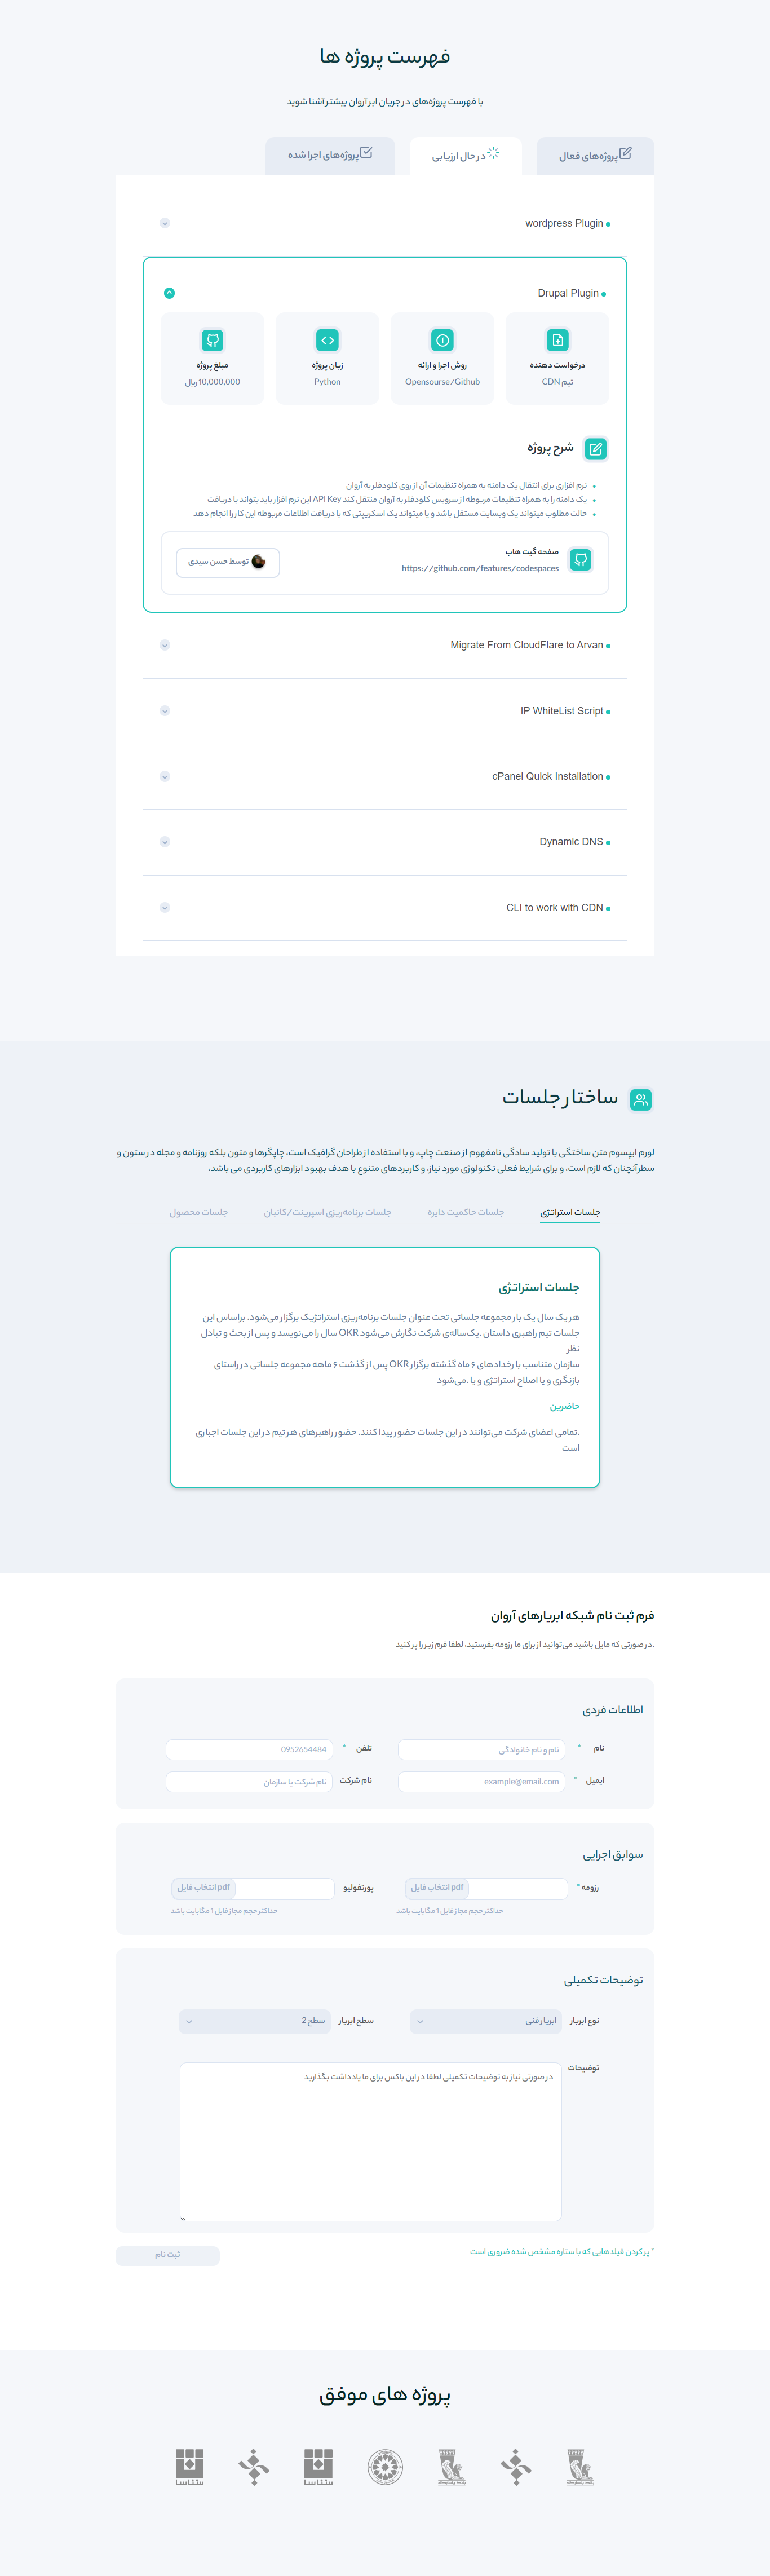 فهرست پروژه ها
با فهرست پروژه‌های در جریان ابر آروان بیشتر آشنا شوید
پروژه‌های فعال
در حال ارزیابی
پروژه‌های اجرا شده
wordpress Plugin
Drupal Plugin
درخواست دهنده
تیم CDN
روش اجرا و ارائه
Opensourse/Github
زبان پروژه
Python
مبلغ پروژه
10,000,000 ریال
شرح پروژه
نرم افزاری برای انتقال یک دامنه به همراه تنظیمات آن از روی کلودفلر به آروان
یک دامنه را به همراه تنظیمات مربوطه از سرویس کلودفلر به آروان منتقل کند API Key این نرم افزار باید بتواند با دریافت
حالت مطلوب میتواند یک وبسایت مستقل باشد و یا میتواند یک اسکریپتی که با دریافت اطلاعات مربوطه این کار را انجام دهد
صفحه گیت هاب
https://github.com/features/codespaces
توسط حسن سیدی
Migrate From CloudFlare to Arvan
IP WhiteList Script
cPanel Quick Installation
Dynamic DNS
CLI to work with CDN
ساختار جلسات
لورم ایپسوم متن ساختگی با تولید سادگی نامفهوم از صنعت چاپ، و با استفاده از طراحان گرافیک است، چاپگرها و متون بلکه روزنامه و مجله در ستون و
سطرآنچنان که لازم است، و برای شرایط فعلی تکنولوژی مورد نیاز، و کاربردهای متنوع با هدف بهبود ابزارهای کاربردی می باشد،
جلسات استراتژی
جلسات حاکمیت دایره
جلسات برنامه‌ریزی اسپرینت/کانبان
جلسات محصول
جلسات استراتژی
هر یک سال یک بار مجموعه جلساتی تحت عنوان جلسات برنامه‌ریزی استراتژیک برگزار می‌شود. براساس این
جلسات تیم راهبری داستان .یک‌ساله‌ی شرکت نگارش می‌شود OKR سال را می‌نویسد و پس از بحث و تبادل
نظر
سازمان متناسب با رخدادهای ۶ ماه گذشته برگزار OKR پس از گذشت ۶ ماهه مجموعه جلساتی در راستای
بازنگری و یا اصلاح استراتژی و یا .می‌شود
حاضرین
.تمامی اعضای شرکت می‌توانند در این جلسات حضور پیدا کنند. حضور راهبرهای هر تیم در این جلسات اجباری
است
فرم ثبت نام شبکه ابریارهای آروان
.در صورتی که مایل باشید می‌توانید از برای ما رزومه بفرستید، لطفا فرم زیر را پر کنید
اطلاعات فردی
نام *
نام و نام خانوادگی
تلفن *
0952654484
ایمیل *
example@email.com
نام شرکت
نام شرکت یا سازمان
سوابق اجرایی
رزومه *
pdf انتخاب فایل
حداکثر حجم مجاز فایل 1 مگابایت باشد
پورتفولیو
pdf انتخاب فایل
حداکثر حجم مجاز فایل 1 مگابایت باشد
توضیحات تکمیلی
نوع ابریار
ابریار فنی
سطح ابریار
سطح 2
توضیحات
در صورتی نیاز به توضیحات تکمیلی لطفا در این باکس برای ما یادداشت بگذارید
* پر کردن فیلدهایی که با ستاره مشخص شده ضروری است
ثبت نام
پروژه های موفق